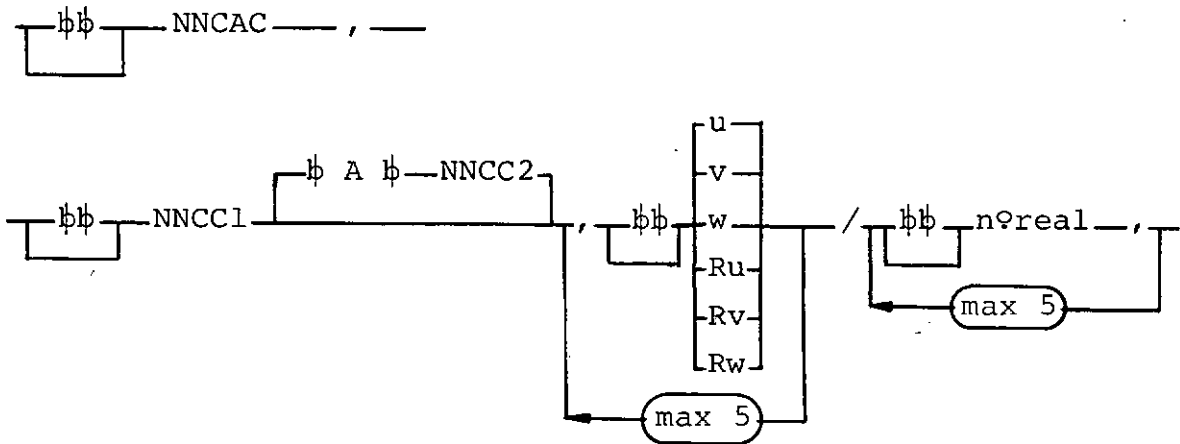 ƀƀ NNCAC ,
u
ƀ A ƀ NNCC2 v
ƀƀ NNCC1 , ƀƀ w / ƀƀ nºreal ,
Ru
Rv max 5
Rw
max 5